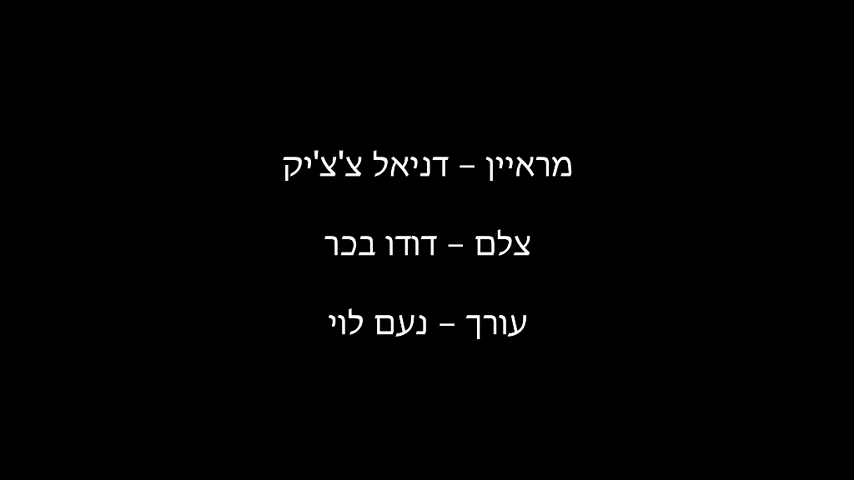 מראיין – דניאל צ'צ'יק
צלם – דודו בכר
עורך – נעם לוי